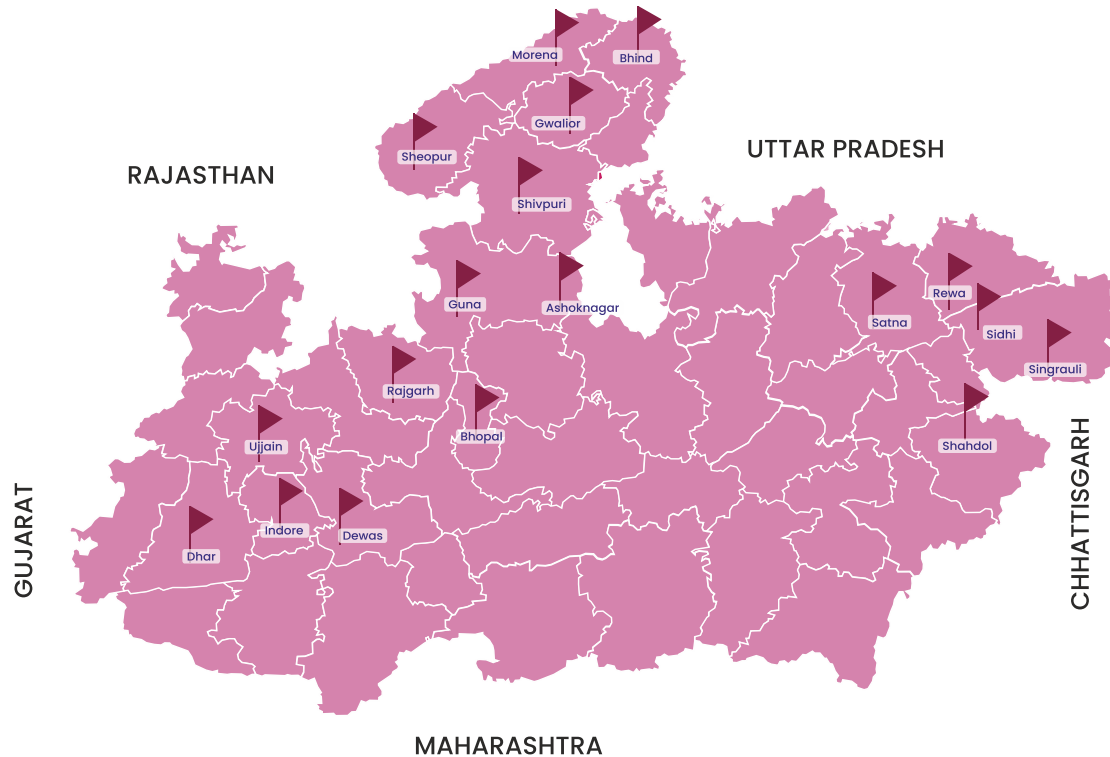 Morena
Bhind
Gwalior
UTTAR PRADESH
Sheopur
RAJASTHAN
Shivpuri
Guna
Ashoknagar
Rewa
Satna
Sidhi
Singrauli
Rajgarh
Bhopal
Ujjain
Shahdol
Indore
Dewas
Dhar
GUJARAT
CHHATTISGARH
MAHARASHTRA